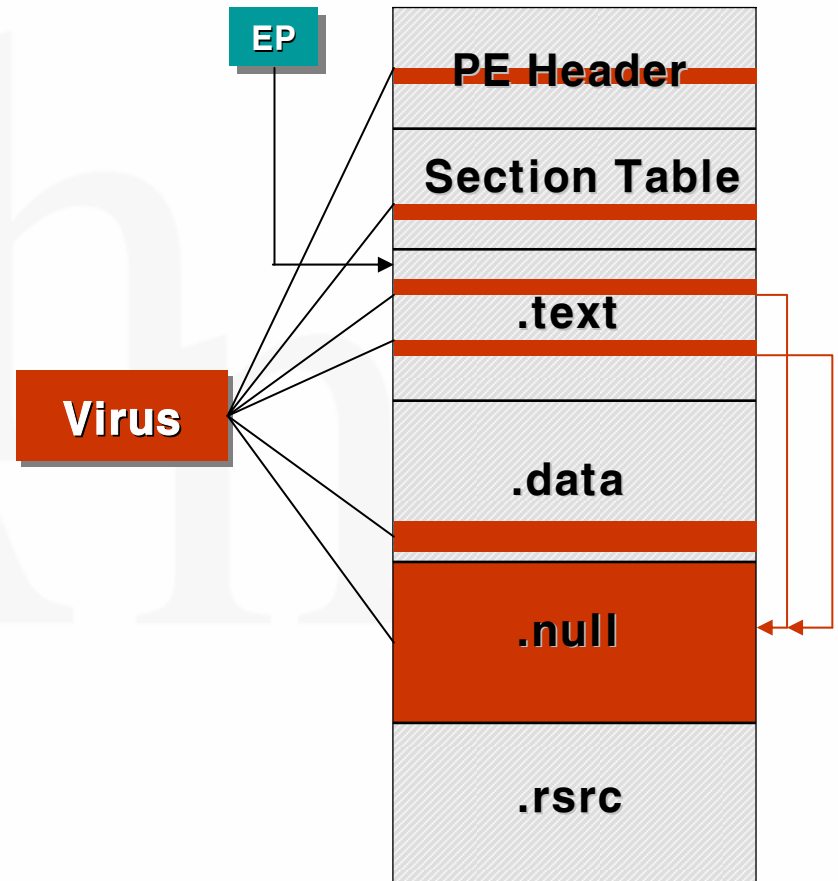 EP
PE Header
Section Table
.text
Virus
.data
.null
.rsrc